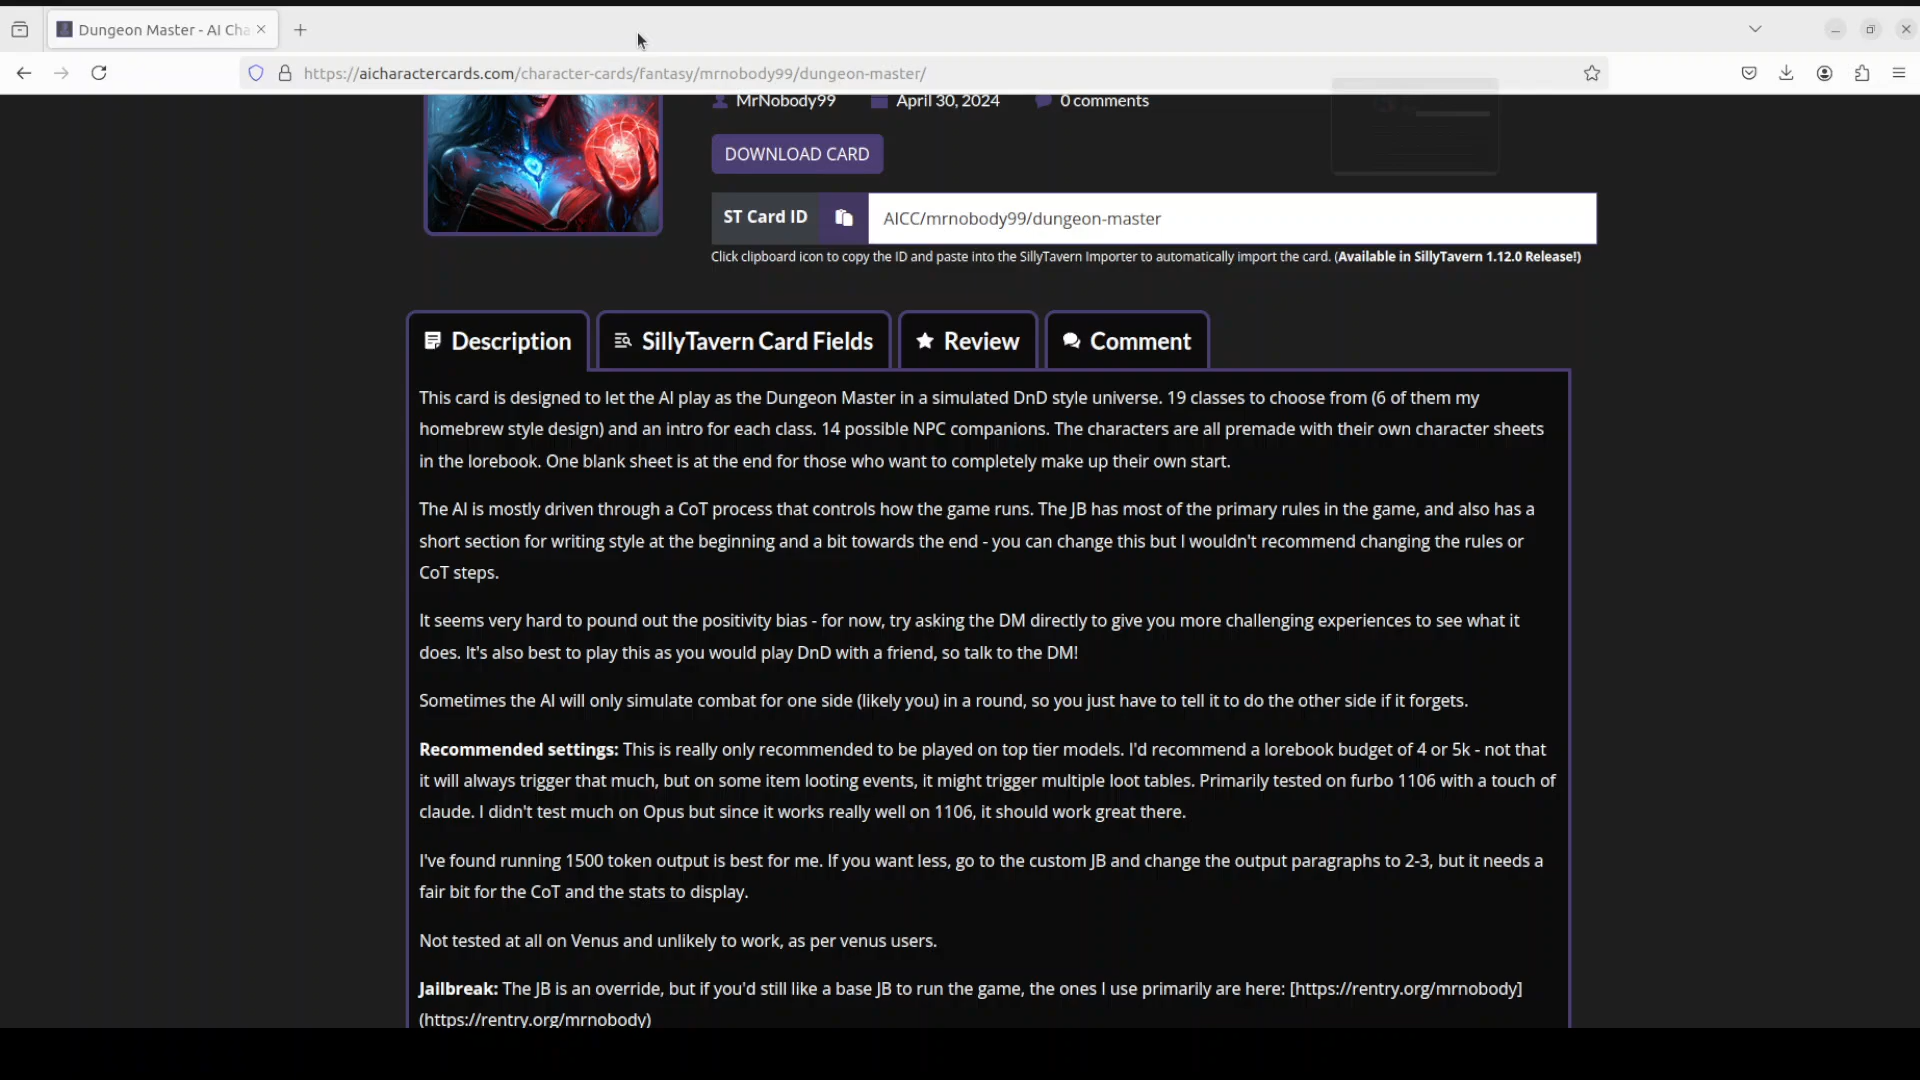 Dungeon Master - AI Cha
https://aicharactercards.com/character-cards/fantasy/mrnobody99/dungeon-master/
MrNobody99 April 30, 2024 0 comments
DOWNLOAD CARD
ST Card ID AICC/mrnobody99/dungeon-master
Click clipboard icon to copy the ID and paste into the SillyTavern Importer to automatically import the card. (Available in SillyTavern 1.12.0 Release!)
Description SillyTavern Card Fields Review Comment
This card is designed to let the AI play as the Dungeon Master in a simulated DnD style universe. 19 classes to choose from (6 of them my
homebrew style design) and an intro for each class. 14 possible NPC companions. The characters are all premade with their own character sheets
in the lorebook. One blank sheet is at the end for those who want to completely make up their own start.
The AI is mostly driven through a CoT process that controls how the game runs. The JB has most of the primary rules in the game, and also has a
short section for writing style at the beginning and a bit towards the end - you can change this but I wouldn't recommend changing the rules or
CoT steps.
It seems very hard to pound out the positivity bias - for now, try asking the DM directly to give you more challenging experiences to see what it
does. It's also best to play this as you would play DnD with a friend, so talk to the DM!
Sometimes the AI will only simulate combat for one side (likely you) in a round, so you just have to tell it to do the other side if it forgets.
Recommended settings: This is really only recommended to be played on top tier models. I'd recommend a lorebook budget of 4 or 5k - not that
it will always trigger that much, but on some item looting events, it might trigger multiple loot tables. Primarily tested on furbo 1106 with a touch of
claude. I didn't test much on Opus but since it works really well on 1106, it should work great there.
I've found running 1500 token output is best for me. If you want less, go to the custom JB and change the output paragraphs to 2-3, but it needs a
fair bit for the CoT and the stats to display.
Not tested at all on Venus and unlikely to work, as per venus users.
Jailbreak: The JB is an override, but if you'd still like a base JB to run the game, the ones I use primarily are here: [https://rentry.org/mrnobody]
(https://rentry.org/mrnobody)